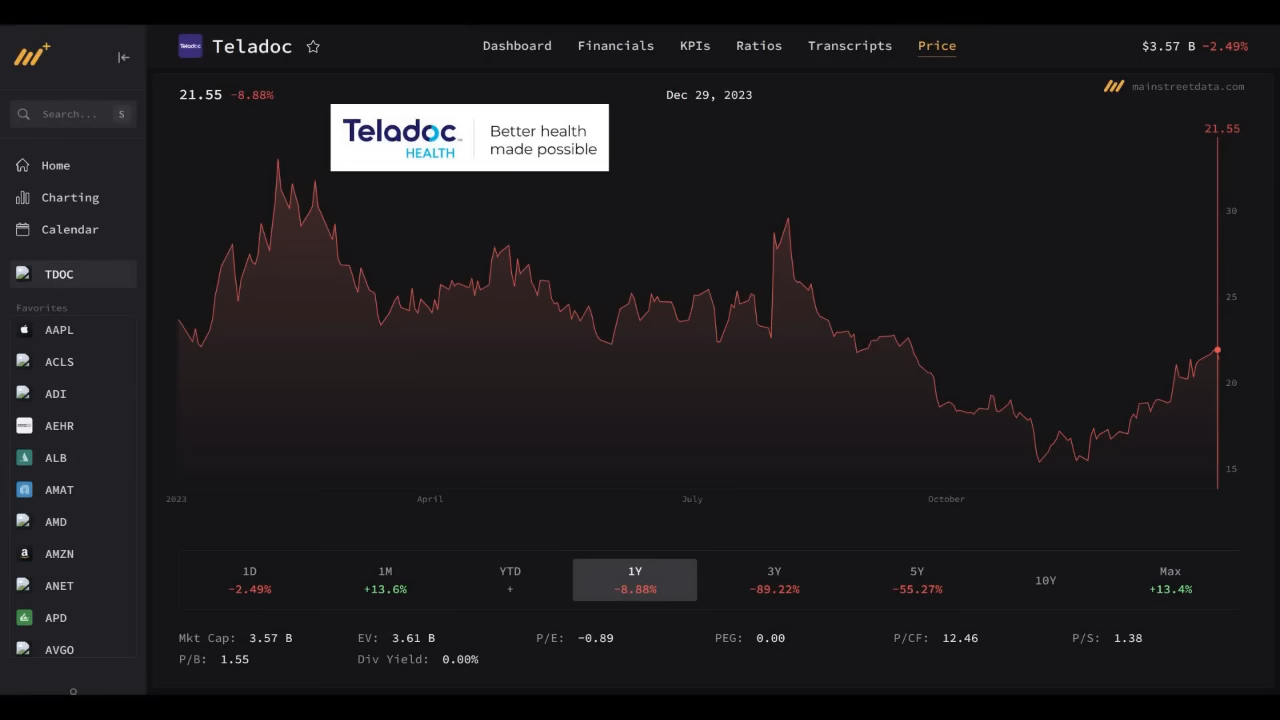 Teladoc
Dashboard Financials KPIs Ratios Transcripts Price
$3.57 B -2.49%
Search... S
Home
Charting
Calendar
TDOC
Favorites
AAPL
ACLS
ADI
AEHR
ALB
AMAT
AMD
AMZN
ANET
APD
AVGO
21.55 -8.88%
Dec 29, 2023
mainstreetdata.com
Teladoc
HEALTH
Better health
made possible
21.55
30
25
20
15
2023 April July October
1D 1M YTD 1Y 3Y 5Y 10Y Max
-2.49% +13.6% + -8.88% -89.22% -55.27% +13.4%
Mkt Cap: 3.57 B EV: 3.61 B P/E: -0.89 PEG: 0.00 P/CF: 12.46 P/S: 1.38
P/B: 1.55 Div Yield: 0.00%